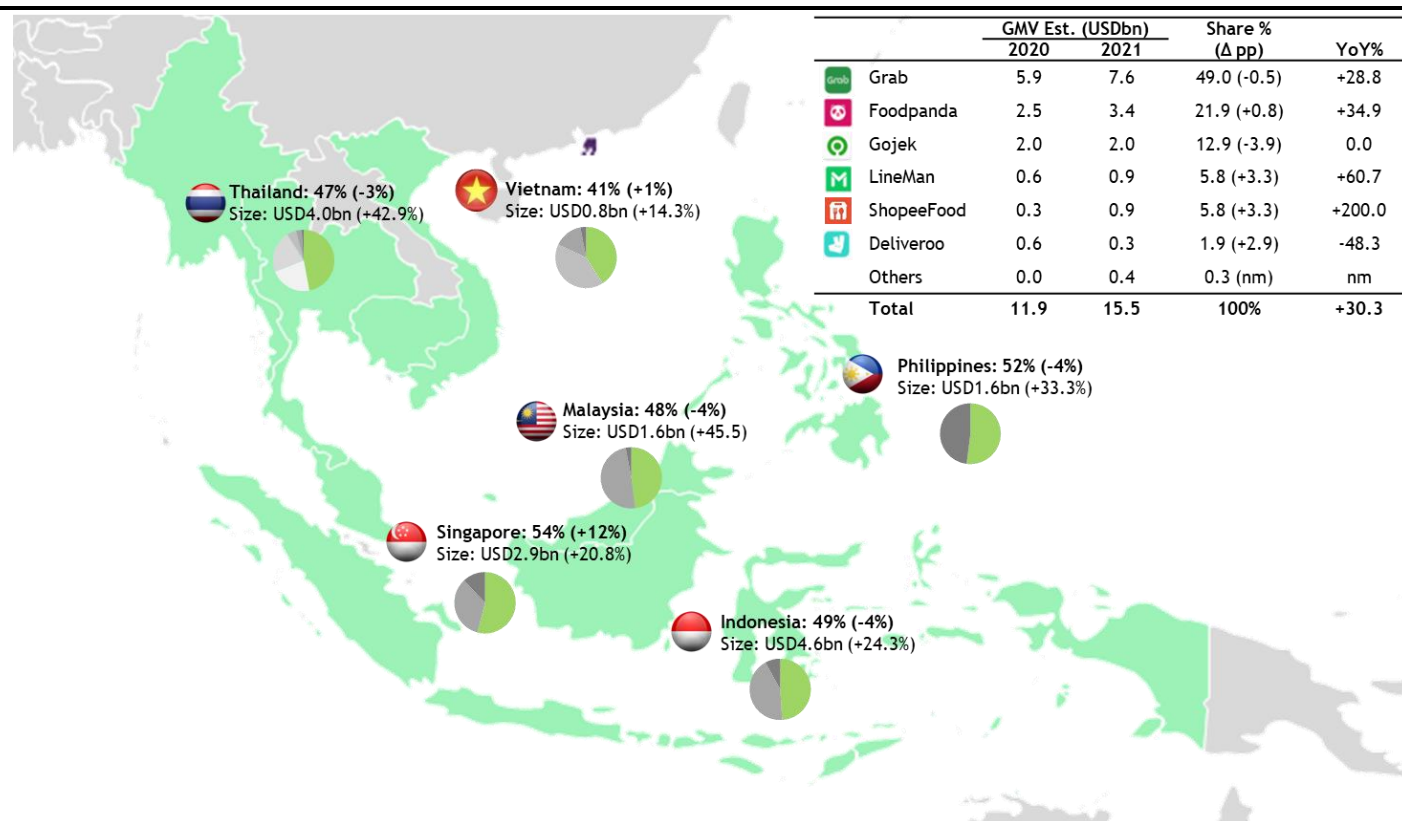 GMV Est. (USDbn) Share %
2020 2021 (Δ pp) YoY%
Grab Grab 5.9 7.6 49.0 (-0.5) +28.8
Foodpanda 2.5 3.4 21.9 (+0.8) +34.9
Gojek 2.0 2.0 12.9 (-3.9) 0.0
LineMan 0.6 0.9 5.8 (+3.3) +60.7
ShopeeFood 0.3 0.9 5.8 (+3.3) +200.0
Deliveroo 0.6 0.3 1.9 (+2.9) -48.3
Others 0.0 0.4 0.3 (nm) nm
Total 11.9 15.5 100% +30.3
Thailand: 47% (-3%)
Size: USD4.0bn (+42.9%)
Vietnam: 41% (+1%)
Size: USD0.8bn (+14.3%)
Philippines: 52% (-4%)
Size: USD1.6bn (+33.3%)
Malaysia: 48% (-4%)
Size: USD1.6bn (+45.5)
Singapore: 54% (+12%)
Size: USD2.9bn (+20.8%)
Indonesia: 49% (-4%)
Size: USD4.6bn (+24.3%)